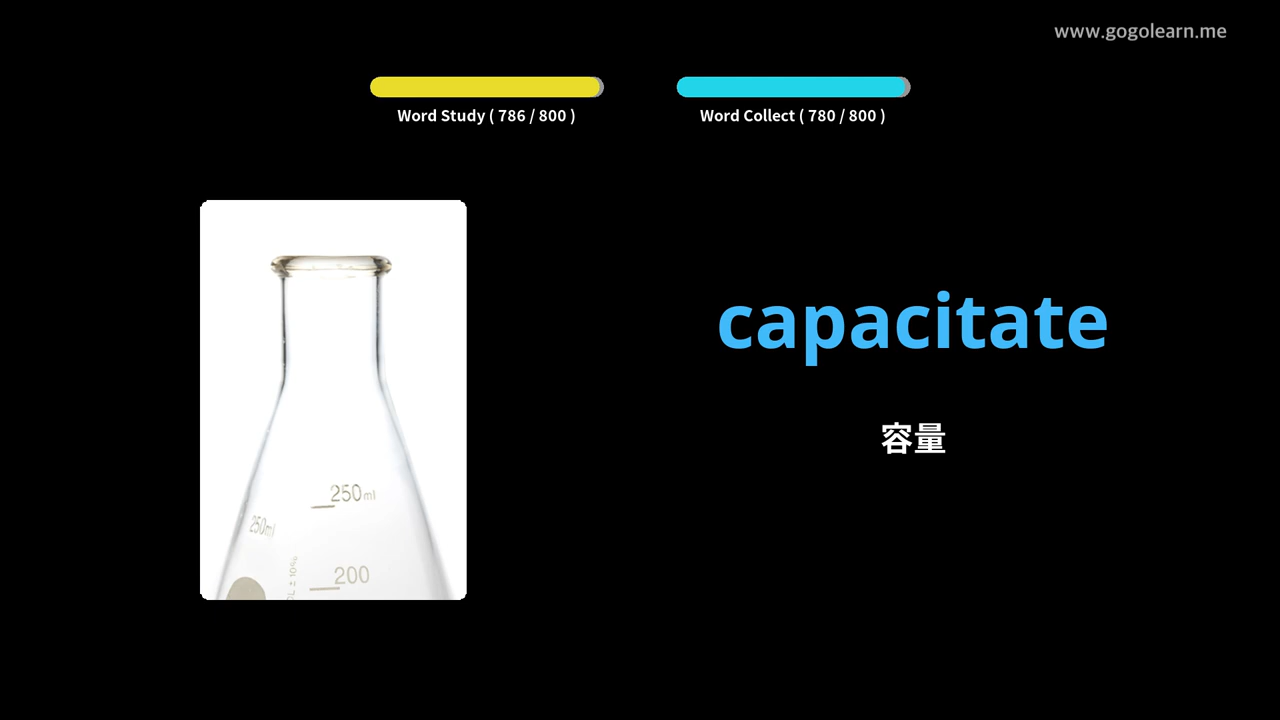 www.gogolearn.me
Word Study ( 786 / 800 )
Word Collect ( 780 / 800 )
capacitate
容量
250ml
250ml
200